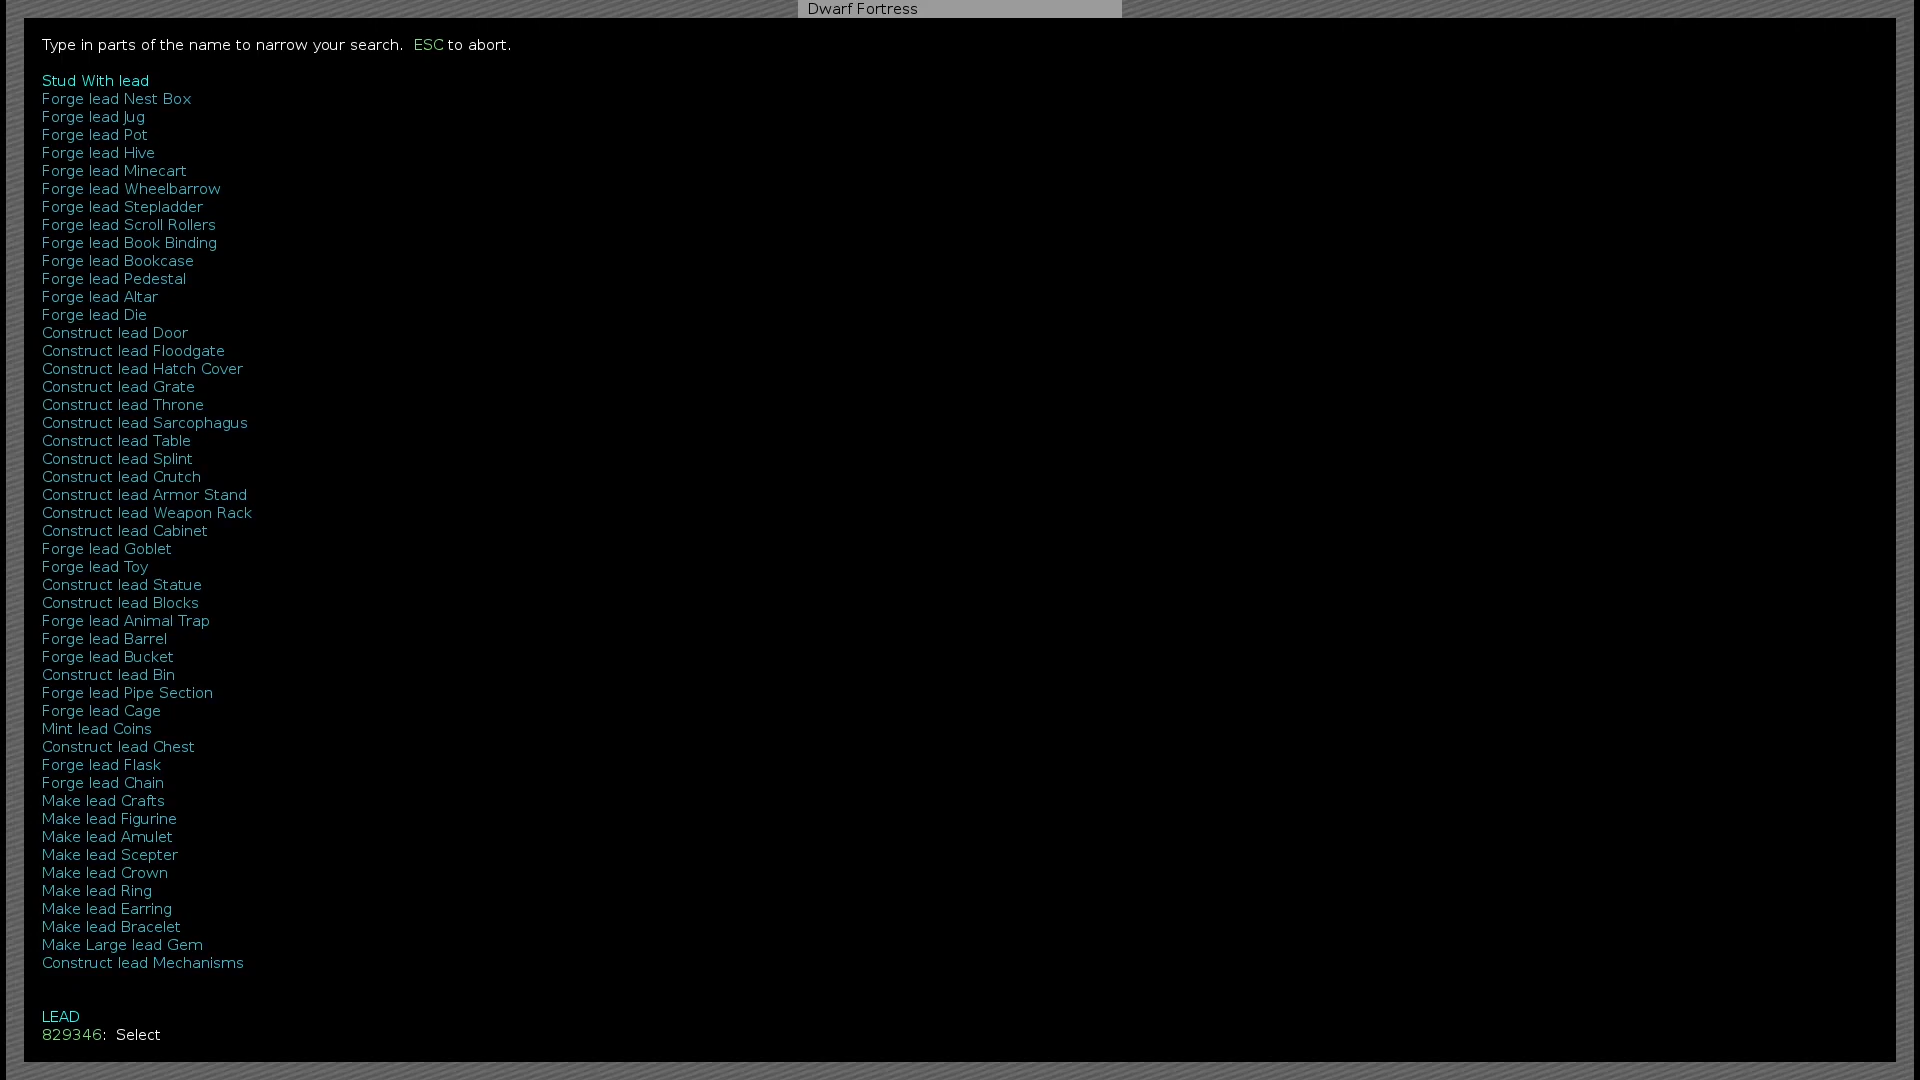 Dwarf Fortress
Type in parts of the name to narrow your search.  ESC to abort.
Stud With lead
Forge lead Nest Box
Forge lead Jug
Forge lead Pot
Forge lead Hive
Forge lead Minecart
Forge lead Wheelbarrow
Forge lead Stepladder
Forge lead Scroll Rollers
Forge lead Book Binding
Forge lead Bookcase
Forge lead Pedestal
Forge lead Altar
Forge lead Die
Construct lead Door
Construct lead Floodgate
Construct lead Hatch Cover
Construct lead Grate
Construct lead Throne
Construct lead Sarcophagus
Construct lead Table
Construct lead Splint
Construct lead Crutch
Construct lead Armor Stand
Construct lead Weapon Rack
Construct lead Cabinet
Forge lead Goblet
Forge lead Toy
Construct lead Statue
Construct lead Blocks
Forge lead Animal Trap
Forge lead Barrel
Forge lead Bucket
Construct lead Bin
Forge lead Pipe Section
Forge lead Cage
Mint lead Coins
Construct lead Chest
Forge lead Flask
Forge lead Chain
Make lead Crafts
Make lead Figurine
Make lead Amulet
Make lead Scepter
Make lead Crown
Make lead Ring
Make lead Earring
Make lead Bracelet
Make Large lead Gem
Construct lead Mechanisms
LEAD
829346:  Select